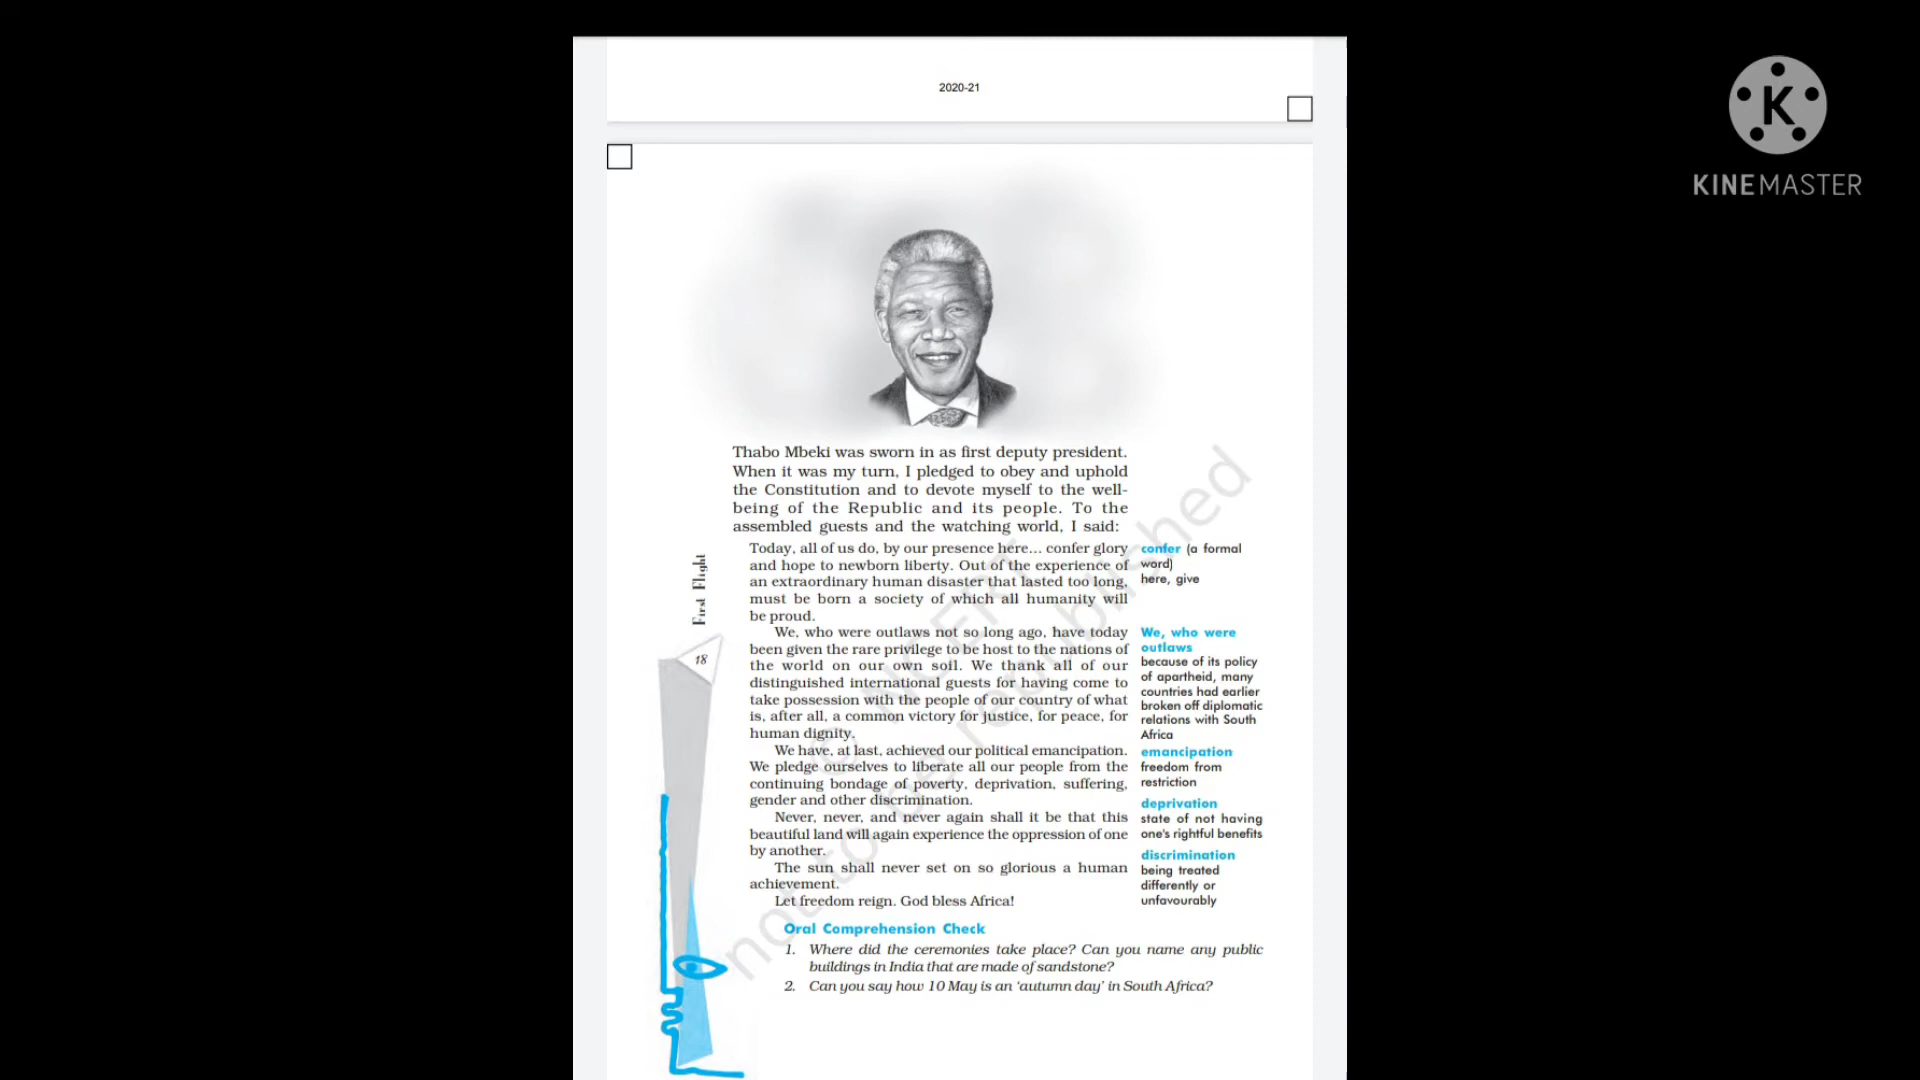 2020-21
KINEMASTER
Thabo Mbeki was sworn in as first deputy president.
When it was my turn, I pledged to obey and uphold
the Constitution and to devote myself to the well-
being of the Republic and its people. To the
assembled guests and the watching world, I said:
Today, all of us do, by our presence here... confer glory
and hope to newborn liberty. Out of the experience of
an extraordinary human disaster that lasted too long,
must be born a society of which all humanity will
be proud.
confer (a formal
word)
here, give
First Flight
18
We, who were outlaws not so long ago, have today
been given the rare privilege to be host to the nations of
the world on our own soil. We thank all of our
distinguished international guests for having come to
take possession with the people of our country of what
is, after all, a common victory for justice, for peace, for
human dignity.
We, who were
outlaws
because of its policy
of apartheid, many
countries had earlier
broken off diplomatic
relations with South
Africa
We have, at last, achieved our political emancipation.
We pledge ourselves to liberate all our people from the
continuing bondage of poverty, deprivation, suffering,
gender and other discrimination.
emancipation
freedom from
restriction
Never, never, and never again shall it be that this
beautiful land will again experience the oppression of one
by another.
deprivation
state of not having
one's rightful benefits
The sun shall never set on so glorious a human
achievement.
Let freedom reign. God bless Africa!
discrimination
being treated
differently or
unfavourably
Oral Comprehension Check
1. Where did the ceremonies take place? Can you name any public
buildings in India that are made of sandstone?
2. Can you say how 10 May is an ‘autumn day’ in South Africa?
© NCERT
not to be republished